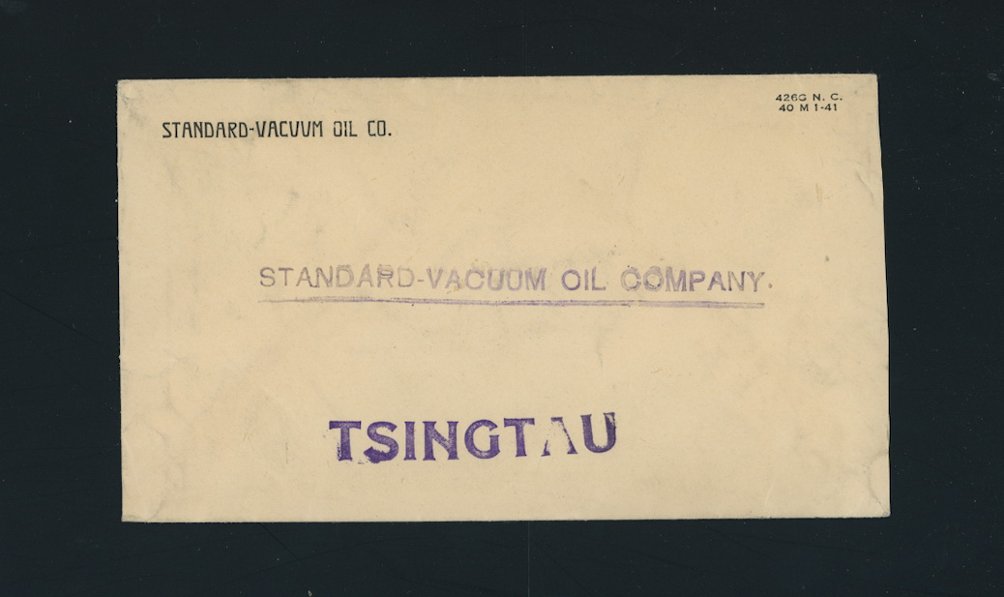 426G N. C.
40 M 1-41
STANDARD-VACUUM OIL CO.
STANDARD-VACUUM OIL COMPANY.
TSINGTAU